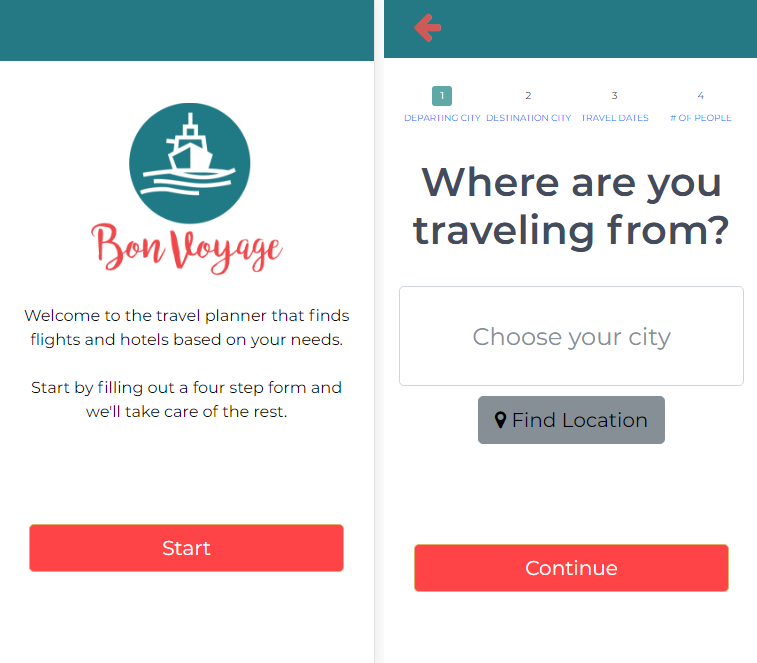 Bon Voyage
Welcome to the travel planner that finds
flights and hotels based on your needs.
Start by filling out a four step form and
we'll take care of the rest.
Start
1 2 3 4
DEPARTING CITY DESTINATION CITY TRAVEL DATES # OF PEOPLE
Where are you
traveling from?
Choose your city
Find Location
Continue